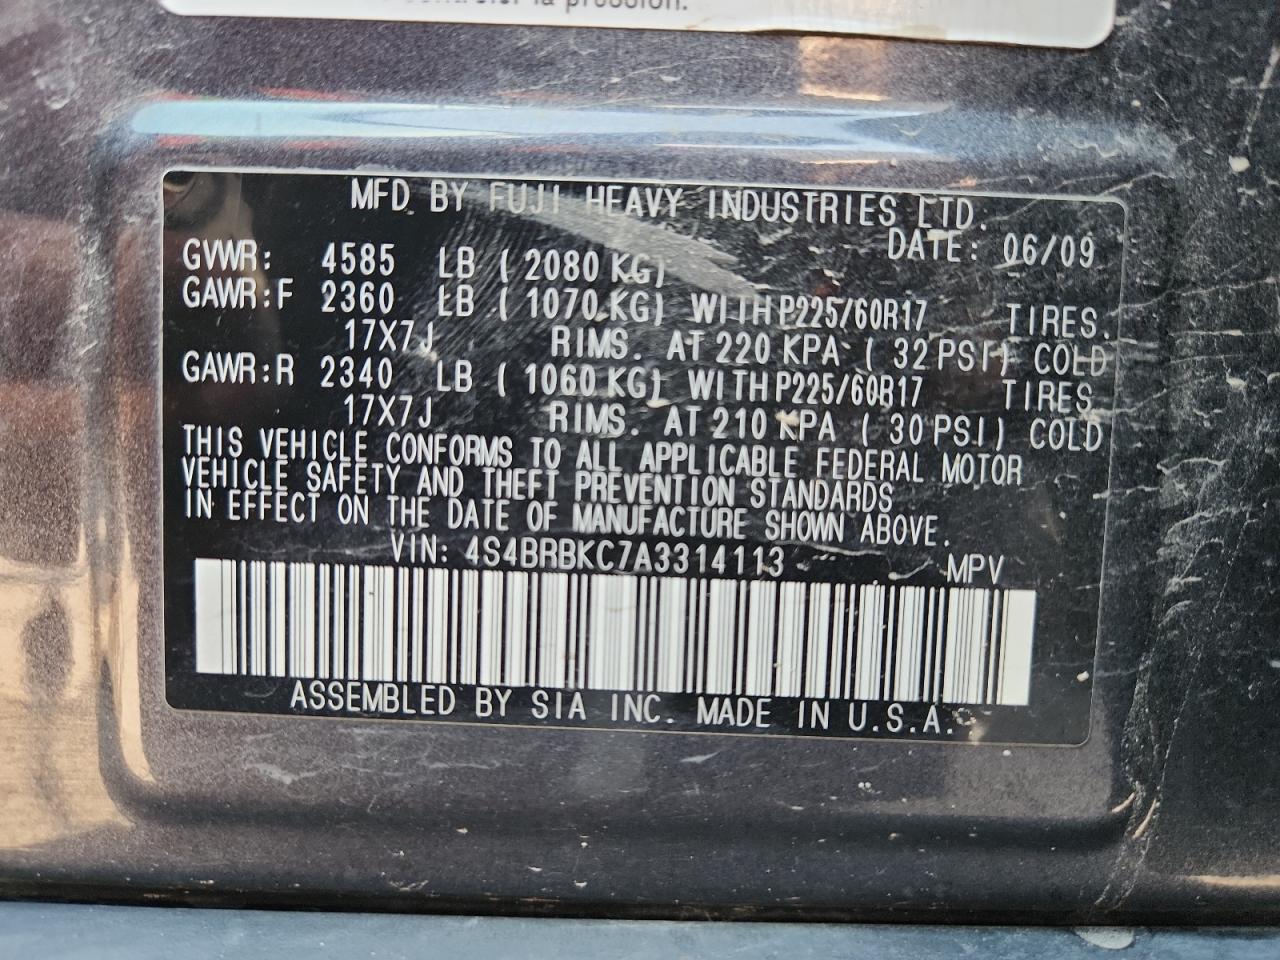 la pression.
MFD BY FUJI HEAVY INDUSTRIES LTD.
DATE: 06/09
GVWR: 4585 LB ( 2080 KG)
GAWR:F 2360 LB ( 1070 KG) WITH P225/60R17 TIRES.
17X7J RIMS. AT 220 KPA ( 32 PSI) COLD
GAWR:R 2340 LB ( 1060 KG) WITH P225/60R17 TIRES
17X7J RIMS. AT 210 KPA ( 30 PSI) COLD
THIS VEHICLE CONFORMS TO ALL APPLICABLE FEDERAL MOTOR
VEHICLE SAFETY AND THEFT PREVENTION STANDARDS
IN EFFECT ON THE DATE OF MANUFACTURE SHOWN ABOVE.
VIN: 4S4BRBKC7A3314113 MPV
ASSEMBLED BY SIA INC. MADE IN U.S.A.